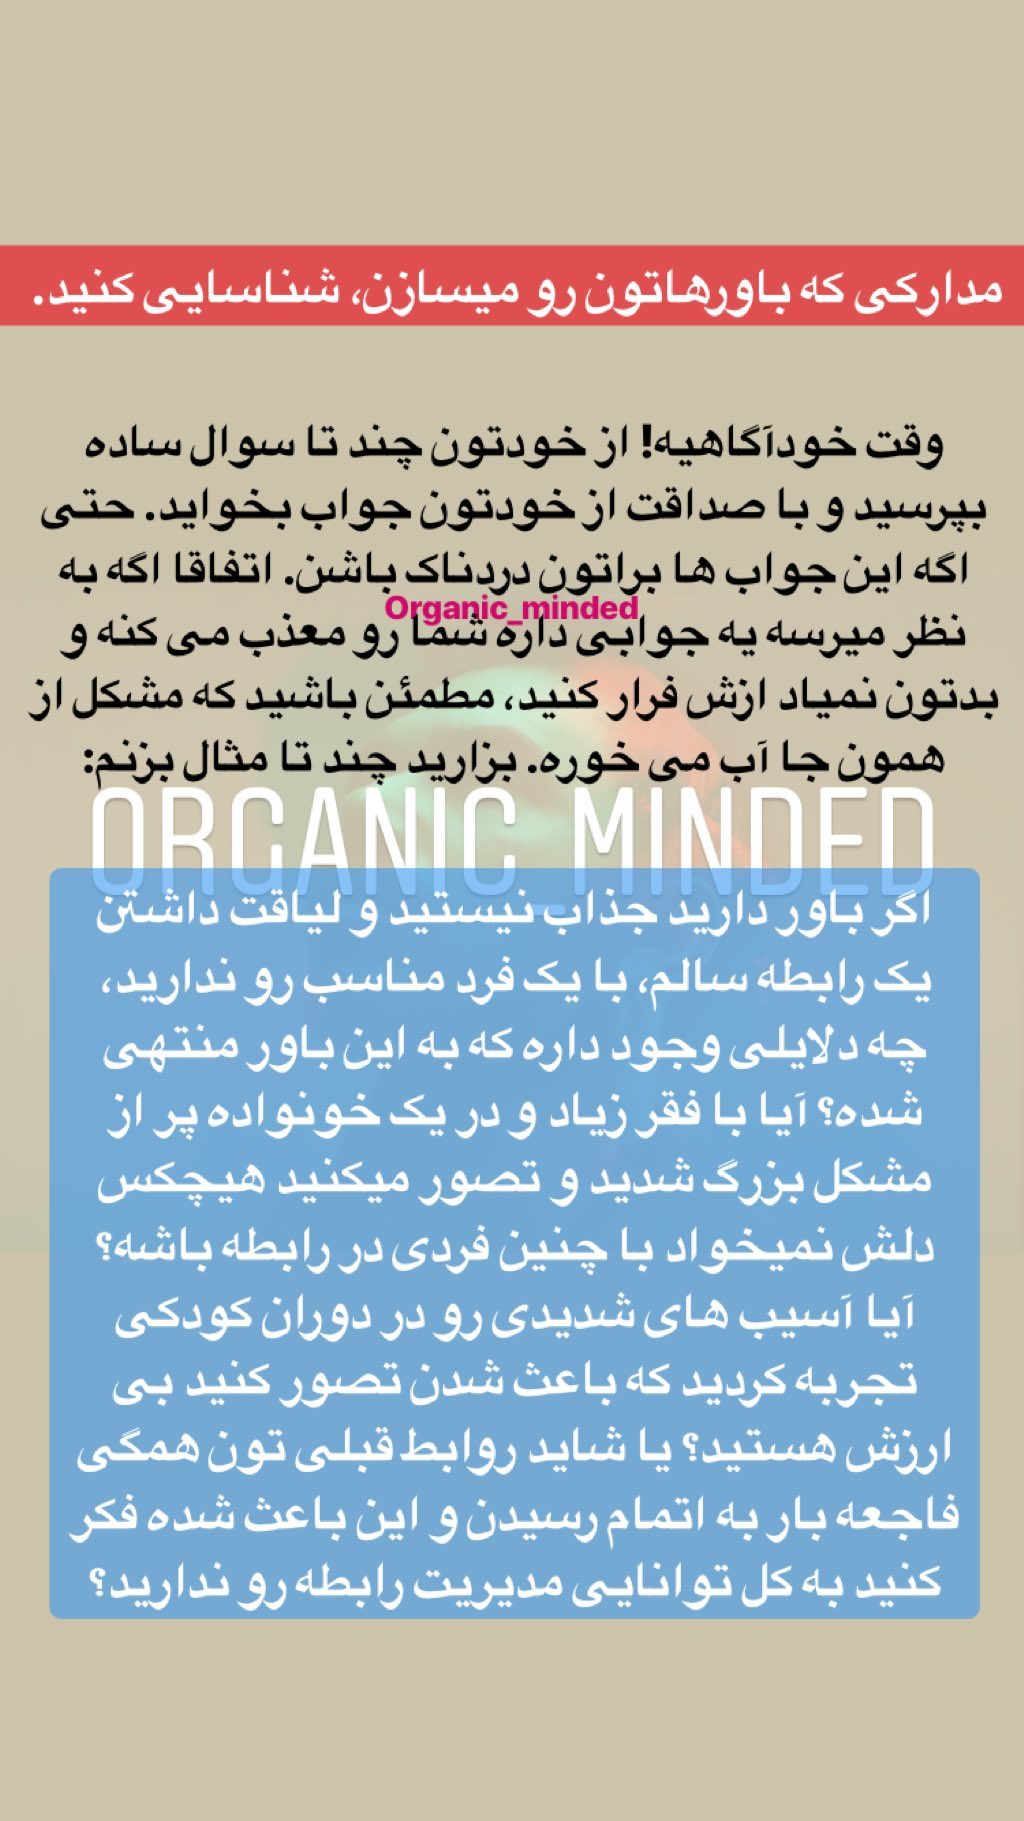 مدارکی که باورهاتون رو میسازن، شناسایی کنید.
وقت خودآگاهیه! از خودتون چند تا سوال ساده
بپرسید و با صداقت از خودتون جواب بخواید. حتی
اگه این جواب ها براتون دردناک باشن. اتفاقا اگه به
Organic_minded
نظر میرسه یه جوابی داره شما رو معذب می کنه و
بدتون نمیاد ازش فرار کنید، مطمئن باشید که مشکل از
همون جا آب می خوره. بزارید چند تا مثال بزنم:
ORGANIC_MINDED
اگر باور دارید جذاب نیستید و لیاقت داشتن
یک رابطه سالم، با یک فرد مناسب رو ندارید،
چه دلایلی وجود داره که به این باور منتهی
شده؟ آیا با فقر زیاد و در یک خونواده پر از
مشکل بزرگ شدید و تصور میکنید هیچکس
دلش نمیخواد با چنین فردی در رابطه باشه؟
آیا آسیب های شدیدی رو در دوران کودکی
تجربه کردید که باعث شدن تصور کنید بی
ارزش هستید؟ یا شاید روابط قبلی تون همگی
فاجعه بار به اتمام رسیدن و این باعث شده فکر
کنید به کل توانایی مدیریت رابطه رو ندارید؟